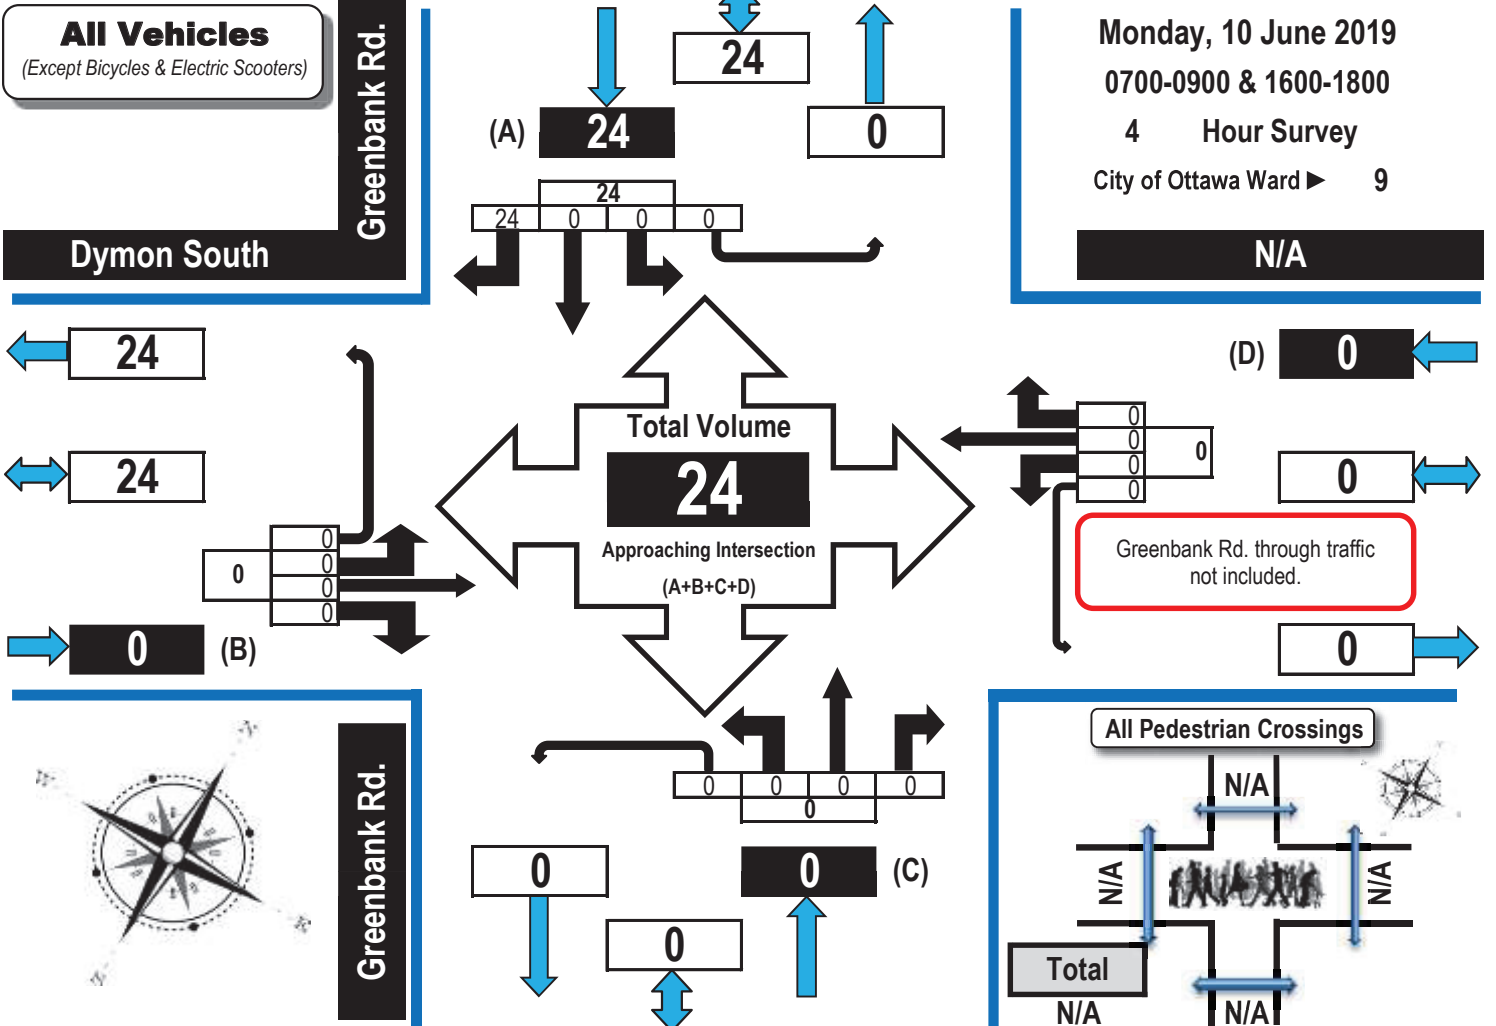 All Vehicles
(Except Bicycles & Electric Scooters)
Greenbank Rd.
Dymon South
24
(A)
24
0
24
24
0
0
0
Monday, 10 June 2019
0700-0900 & 1600-1800
4 Hour Survey
City of Ottawa Ward ► 9
N/A
24
24
0
0
0
0
0
0
(B)
Total Volume
24
Approaching Intersection
(A+B+C+D)
(D)
0
0
0
0
0
0
0
Greenbank Rd. through traffic
not included.
0
Greenbank Rd.
0
0
0
0
0
0
0
(C)
0
All Pedestrian Crossings
N/A
N/A
N/A
Total
N/A
N/A